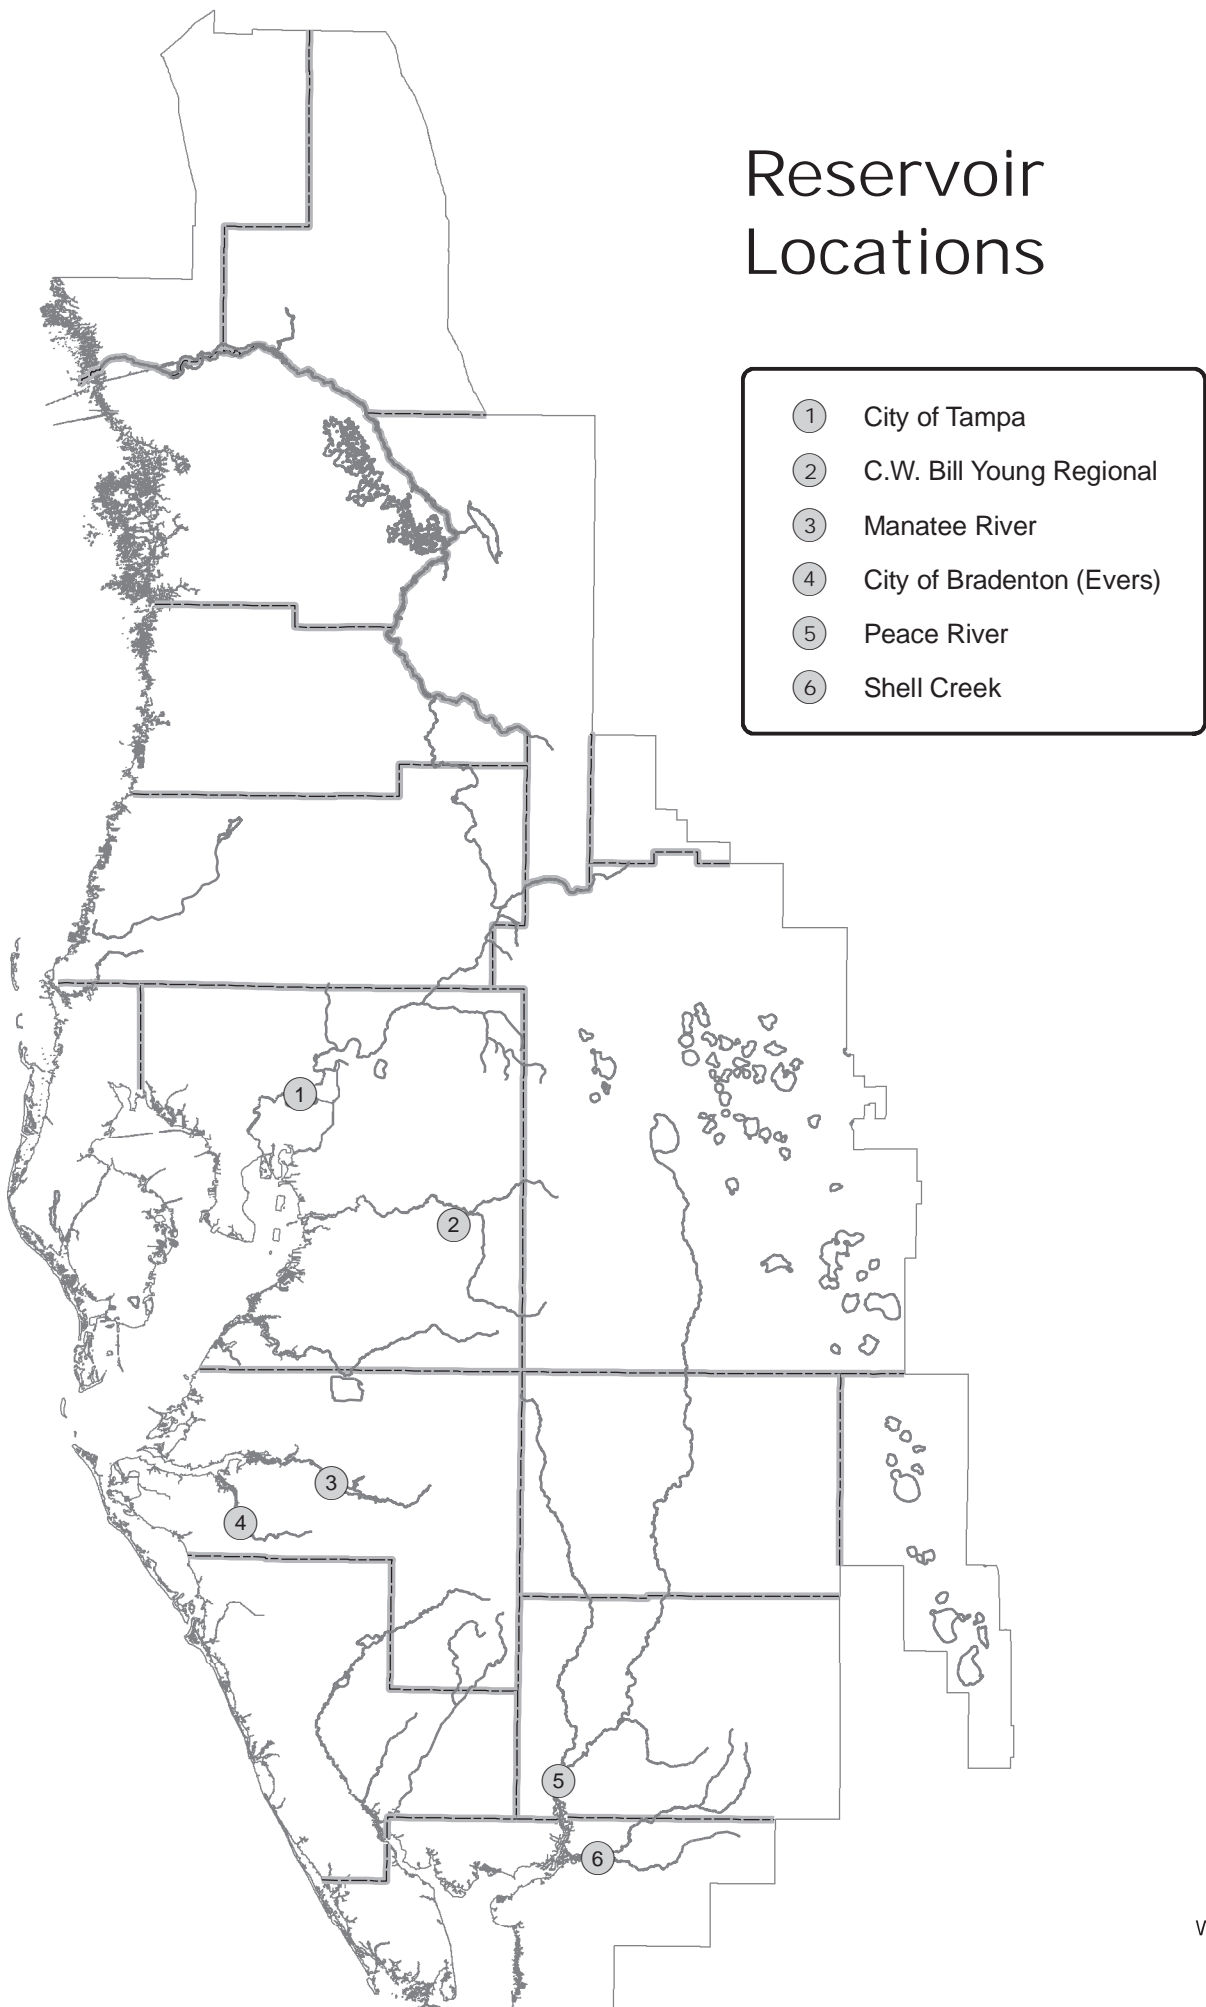 Reservoir
Locations
1 City of Tampa
2 C.W. Bill Young Regional
3 Manatee River
4 City of Bradenton (Evers)
5 Peace River
6 Shell Creek
1
2
3
4
5
6